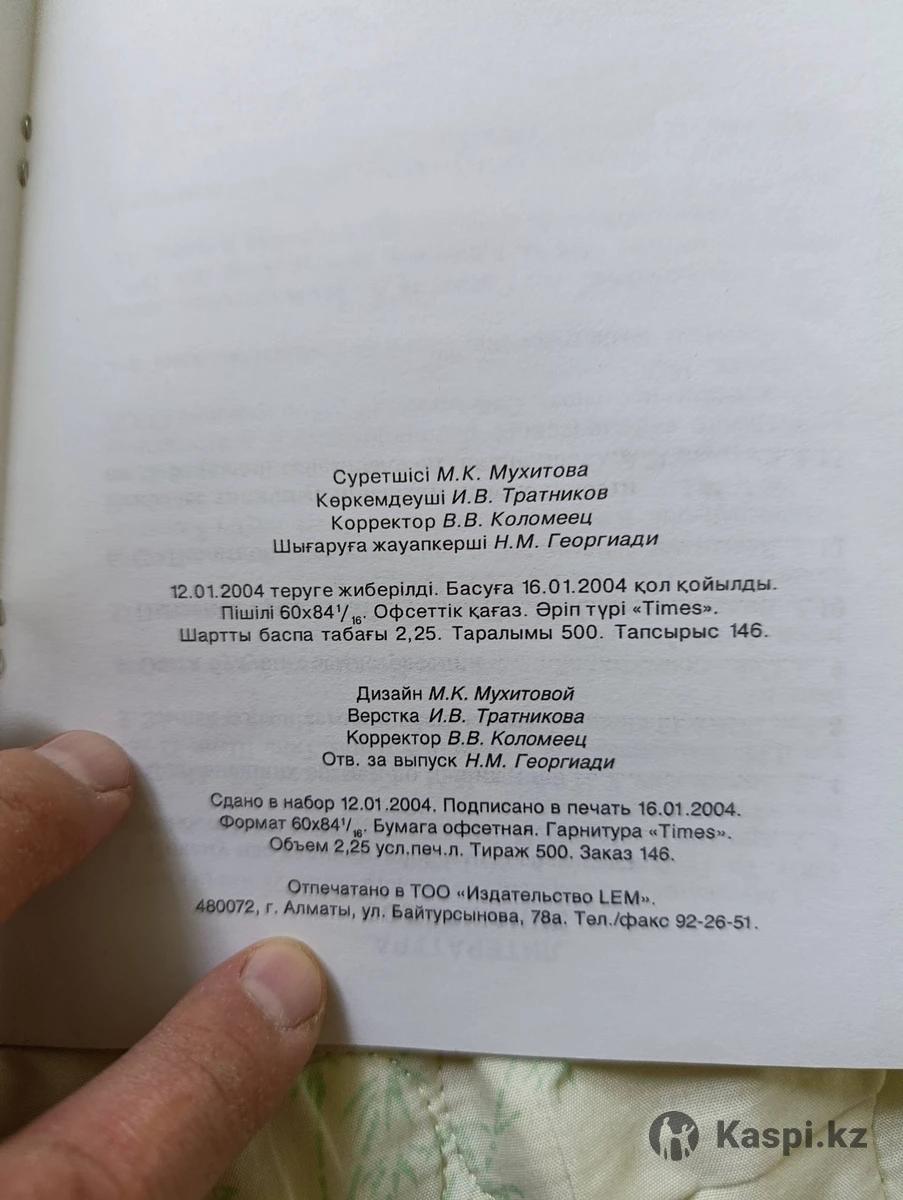 Суретшісі М.К. Мухитова
Көркемдеуші И.В. Тратников
Корректор В.В. Коломеец
Шығаруға жауапкерші Н.М. Георгиади
12.01.2004 теруге жиберілді. Басуға 16.01.2004 қол қойылды.
Пішілі 60х84¹/₁₆. Офсеттік қағаз. Әріп түрі «Times».
Шартты баспа табағы 2,25. Таралымы 500. Тапсырыс 146.
Дизайн М.К. Мухитовой
Верстка И.В. Тратникова
Корректор В.В. Коломеец
Отв. за выпуск Н.М. Георгиади
Сдано в набор 12.01.2004. Подписано в печать 16.01.2004.
Формат 60х84¹/₁₆. Бумага офсетная. Гарнитура «Times».
Объем 2,25 усл.печ.л. Тираж 500. Заказ 146.
Отпечатано в ТОО «Издательство LEM».
480072, г. Алматы, ул. Байтурсынова, 78а. Тел./факс 92-26-51.
Kaspi.kz